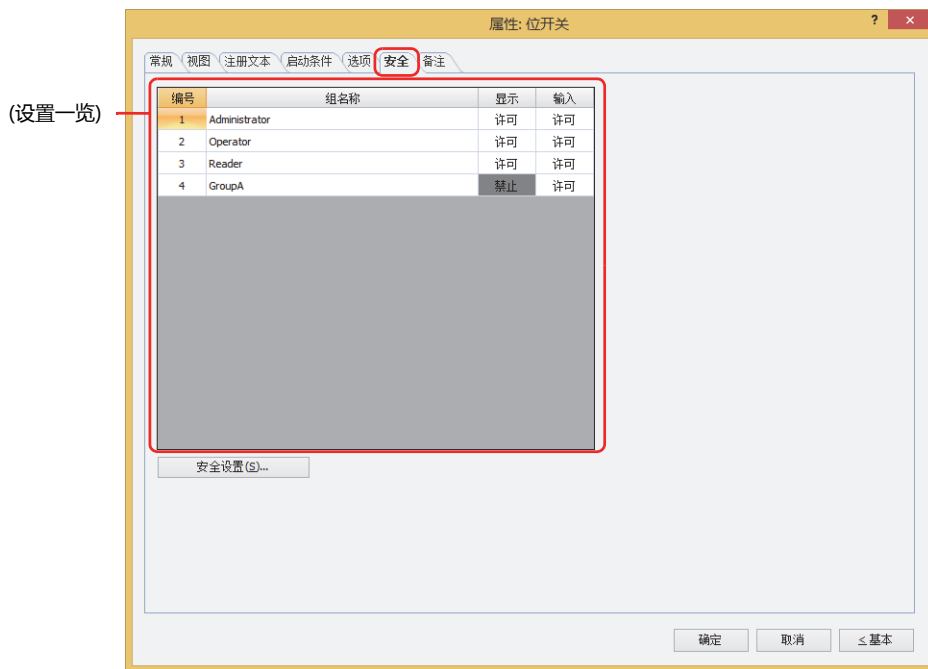 属性: 位开关
? ×
常规 视图 注册文本 启动条件 选项 安全 备注
(设置一览)
编号 组名称 显示 输入
1 Administrator 许可 许可
2 Operator 许可 许可
3 Reader 许可 许可
4 GroupA 禁止 许可
安全设置(S)...
确定 取消 ≤基本